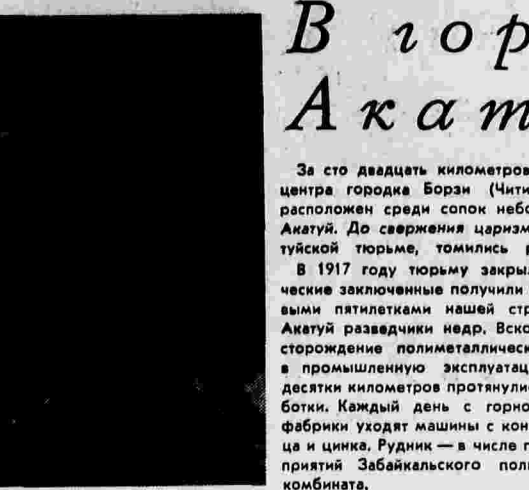 В гор
Акат
За сто двадцать километров
центра городка Борзи (Чити
расположен среди сопок небо
Акатуй. До свержения царизм
туйской тюрьме, томились р
В 1917 году тюрьму закры
ческие заключенные получили
выми пятилетками нашей стр
Акатуй разведчики недр. Вско
сторождение полиметаллическ
в промышленную эксплуатац
десятки километров протянули
ботки. Каждый день с горно
фабрики уходят машины с кон
ца и цинка. Рудник — в числе п
приятий Забайкальского пол
комбината.